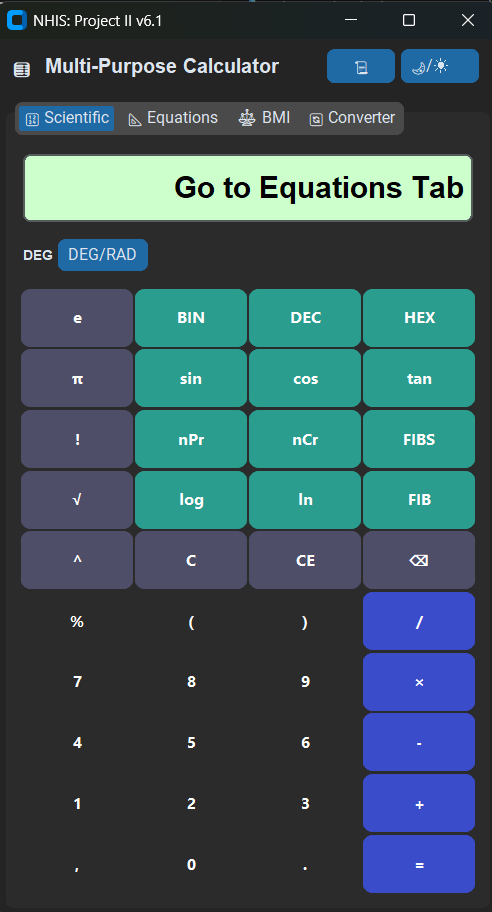 NHIS: Project II v6.1
Multi-Purpose Calculator
Scientific Equations BMI Converter
Go to Equations Tab
DEG DEG/RAD
e BIN DEC HEX
π sin cos tan
! nPr nCr FIBS
√ log ln FIB
^ C CE ⌫
% ( ) /
7 8 9 ×
4 5 6 -
1 2 3 +
, 0 . =